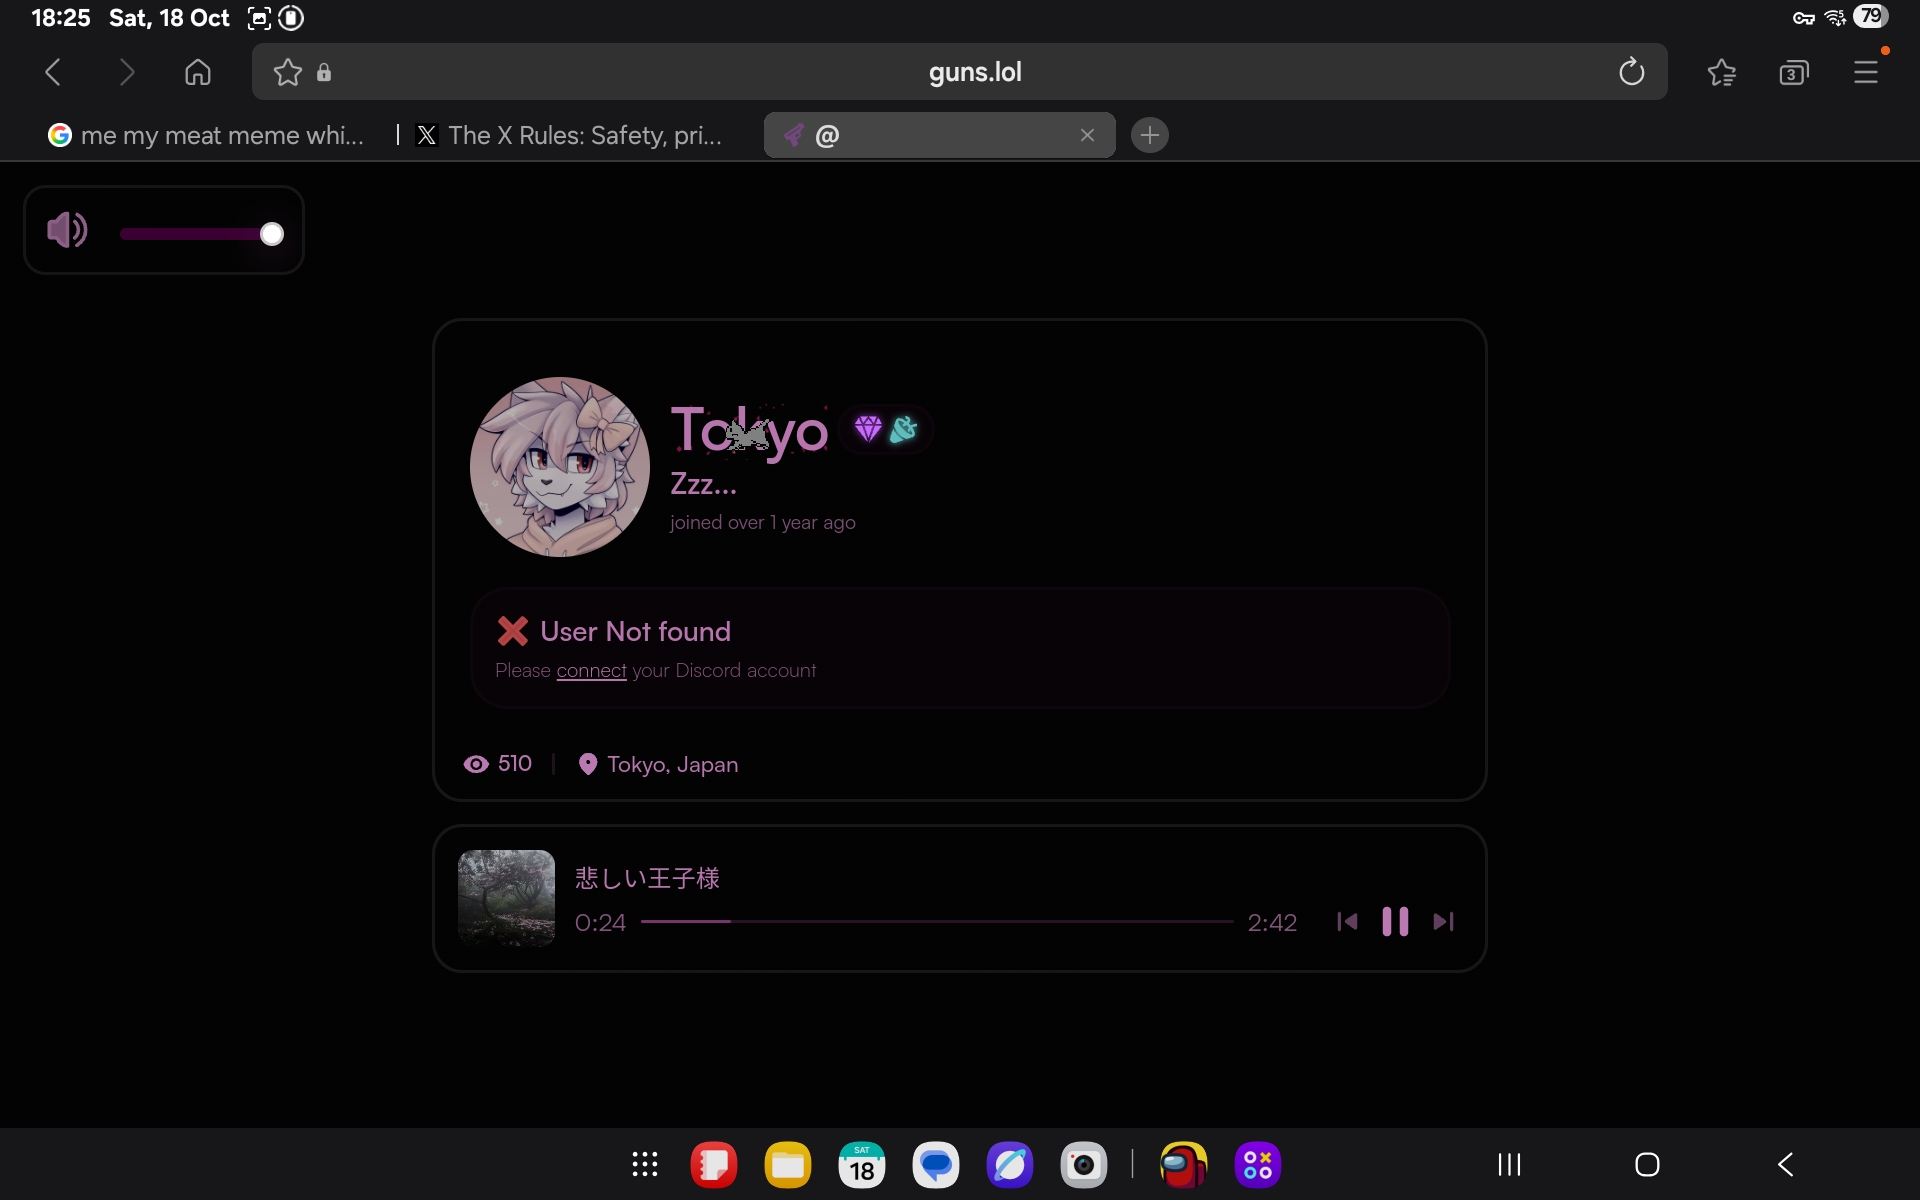 18:25 Sat, 18 Oct
79
guns.lol
3
me my meat meme whi...
The X Rules: Safety, pri...
@
Tokyo
Zzz...
joined over 1 year ago
User Not found
Please connect your Discord account
510
Tokyo, Japan
悲しい王子様
0:24
2:42
SAT
18